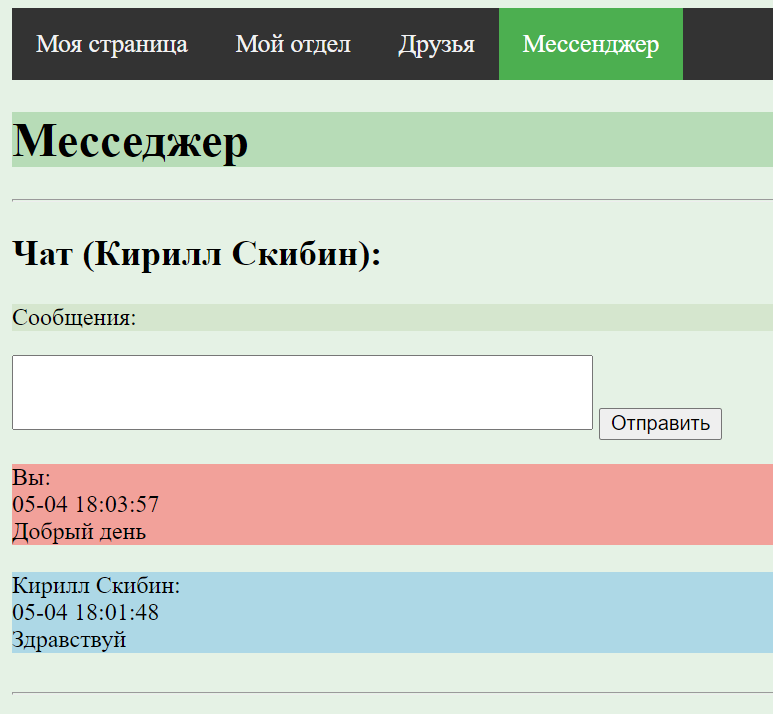 Моя страница Мой отдел Друзья Мессенджер
Месседжер
Чат (Кирилл Скибин):
Сообщения:
Отправить
Вы:
05-04 18:03:57
Добрый день
Кирилл Скибин:
05-04 18:01:48
Здравствуй